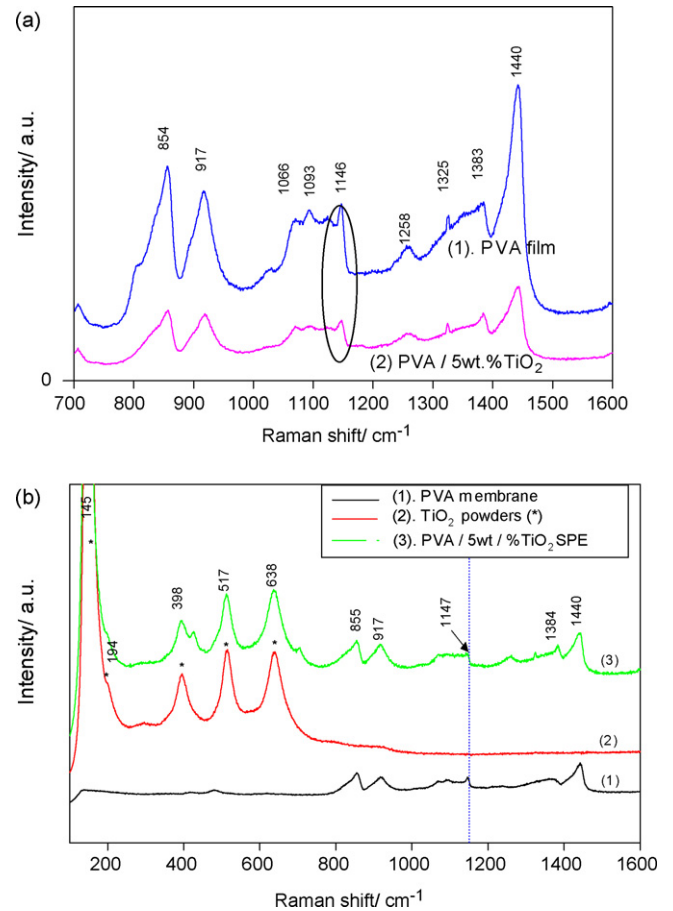 (a)
Intensity/ a.u.
854
917
1066
1093
1146
1258
1325
1383
1440
(1). PVA film
(2) PVA / 5wt.%TiO2
0
700 800 900 1000 1100 1200 1300 1400 1500 1600
Raman shift/ cm-1
(b)
Intensity/ a.u.
(1). PVA membrane
(2). TiO2 powders (*)
(3). PVA / 5wt / %TiO2 SPE
145
*
194
*
398
*
517
*
638
*
855
917
1147
1384
1440
(3)
(2)
(1)
200 400 600 800 1000 1200 1400 1600
Raman shift/ cm-1